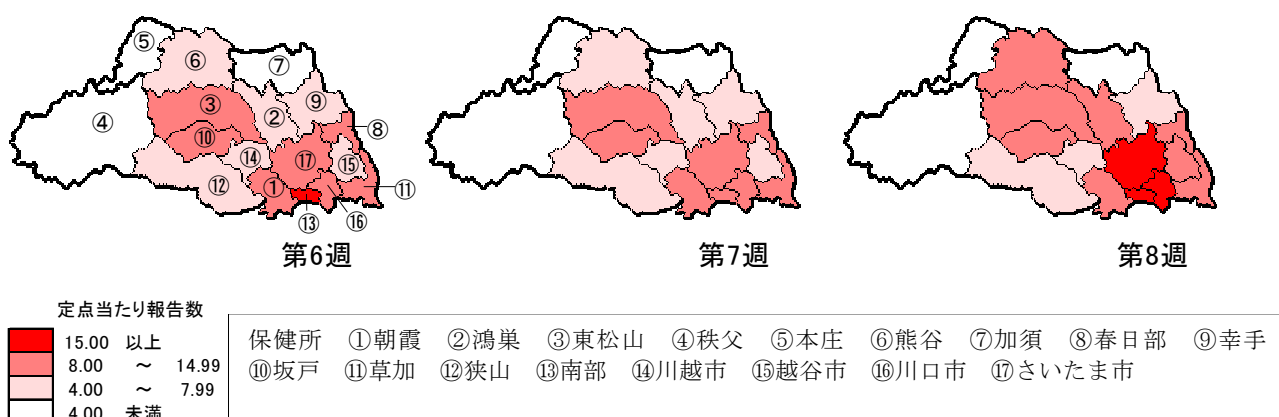 ⑤
⑥
⑦
④
③
②
⑨
⑧
⑩
⑭
⑰
⑮
⑫
①
⑪
⑬
⑯
第6週
第7週
第8週
定点当たり報告数
15.00 以上
8.00 ～ 14.99
4.00 ～ 7.99
4.00 未満
保健所 ①朝霞 ②鴻巣 ③東松山 ④秩父 ⑤本庄 ⑥熊谷 ⑦加須 ⑧春日部 ⑨幸手
⑩坂戸 ⑪草加 ⑫狭山 ⑬南部 ⑭川越市 ⑮越谷市 ⑯川口市 ⑰さいたま市